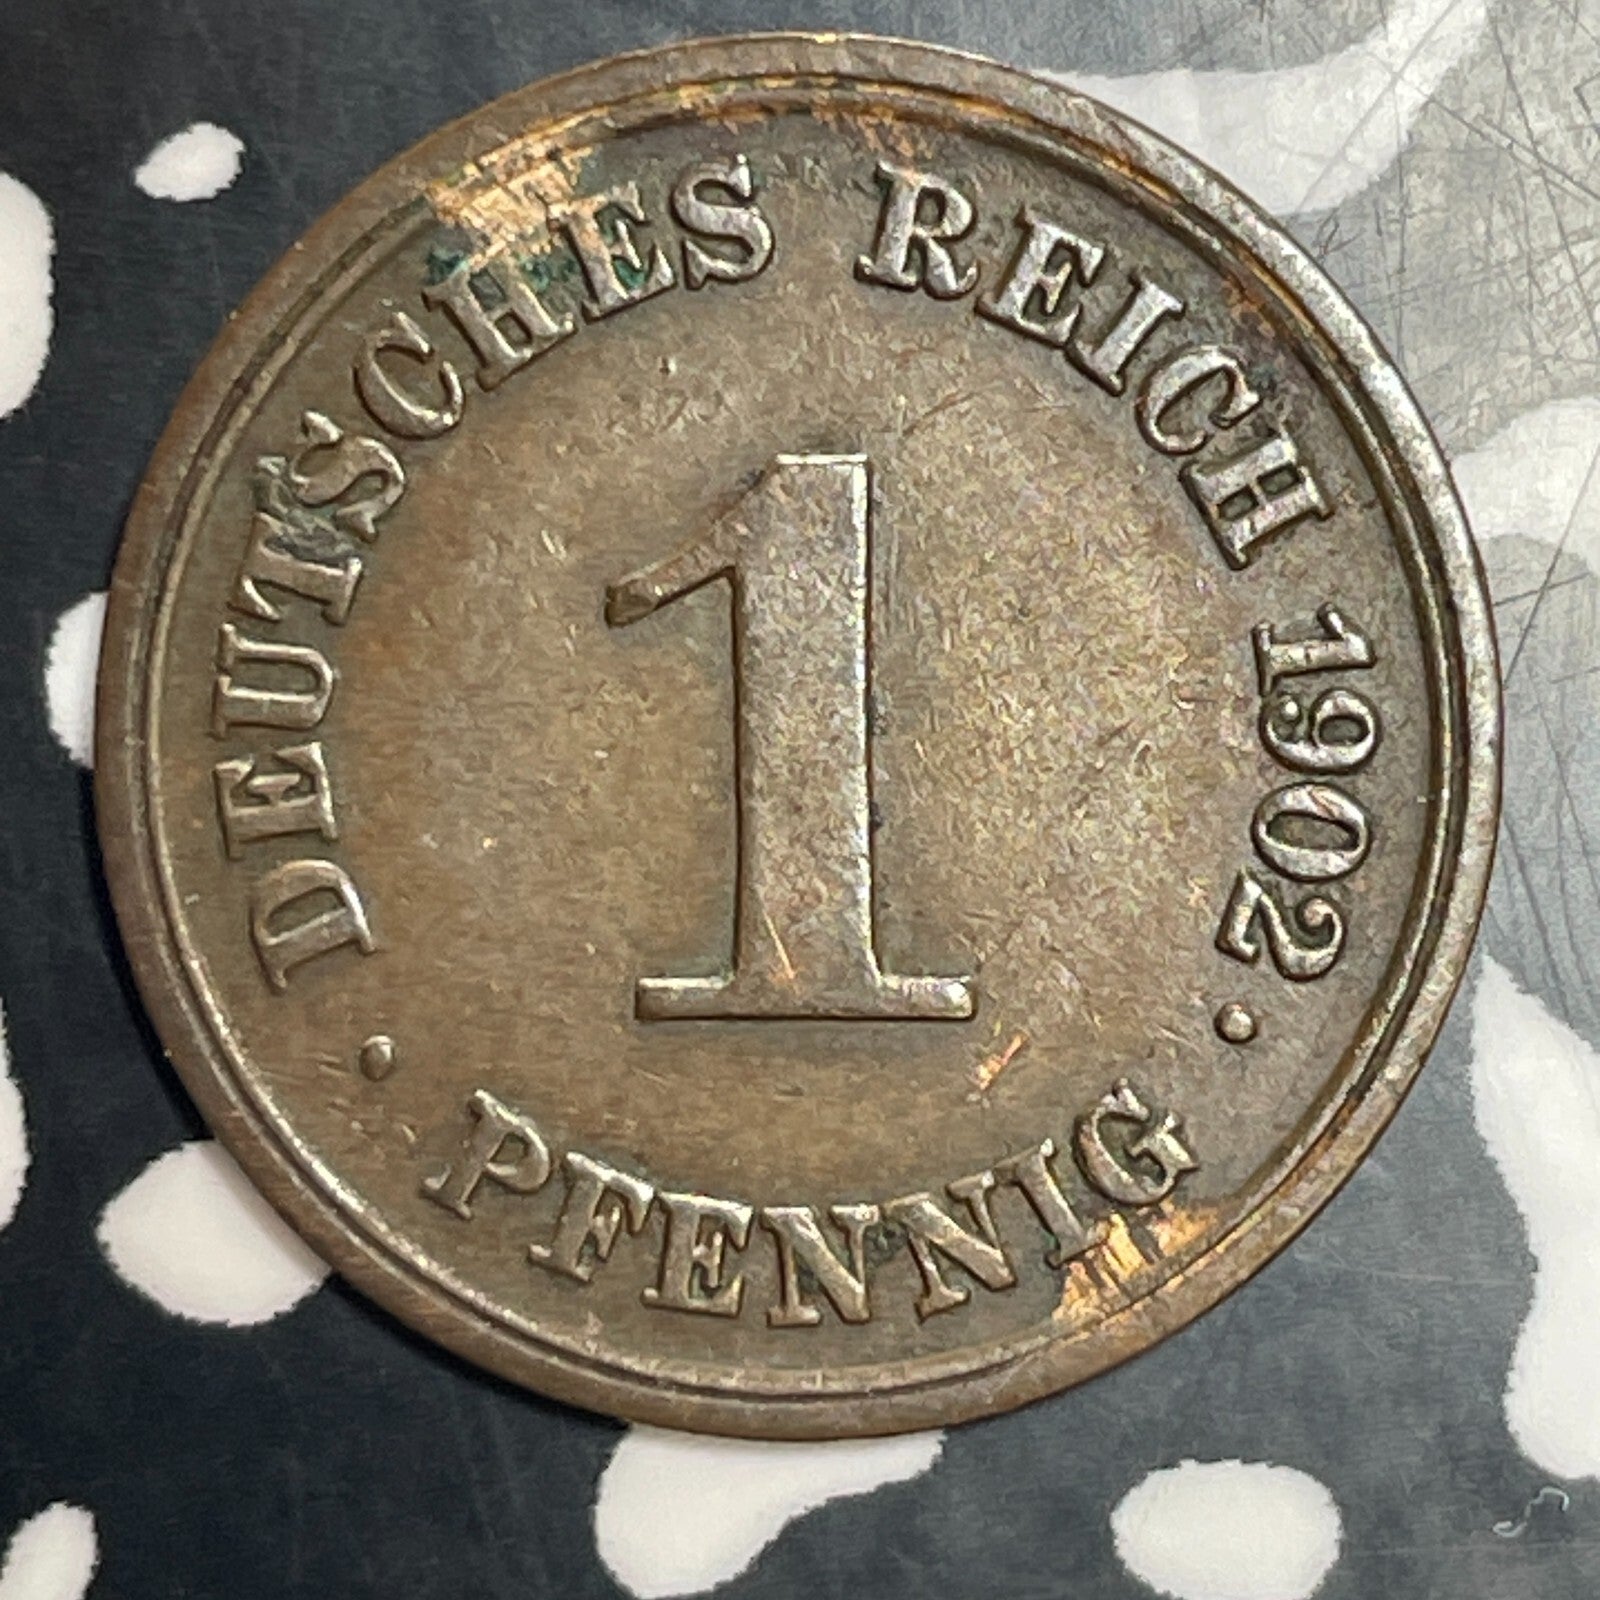 DEUTSCHES REICH 1902
1
• PFENNIG •